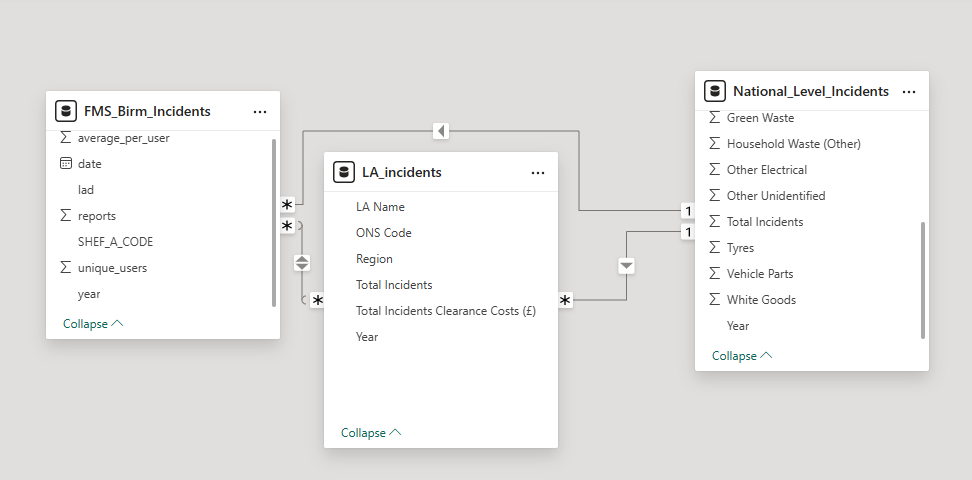 FMS_Birm_Incidents
...
average_per_user
date
lad
reports
SHEF_A_CODE
unique_users
year
Collapse
*
*
LA_incidents
...
LA Name
ONS Code
Region
Total Incidents
Total Incidents Clearance Costs (£)
Year
Collapse
*
*
National_Level_Incidents
...
Green Waste
Household Waste (Other)
Other Electrical
Other Unidentified
Total Incidents
Tyres
Vehicle Parts
White Goods
Year
Collapse
1
1